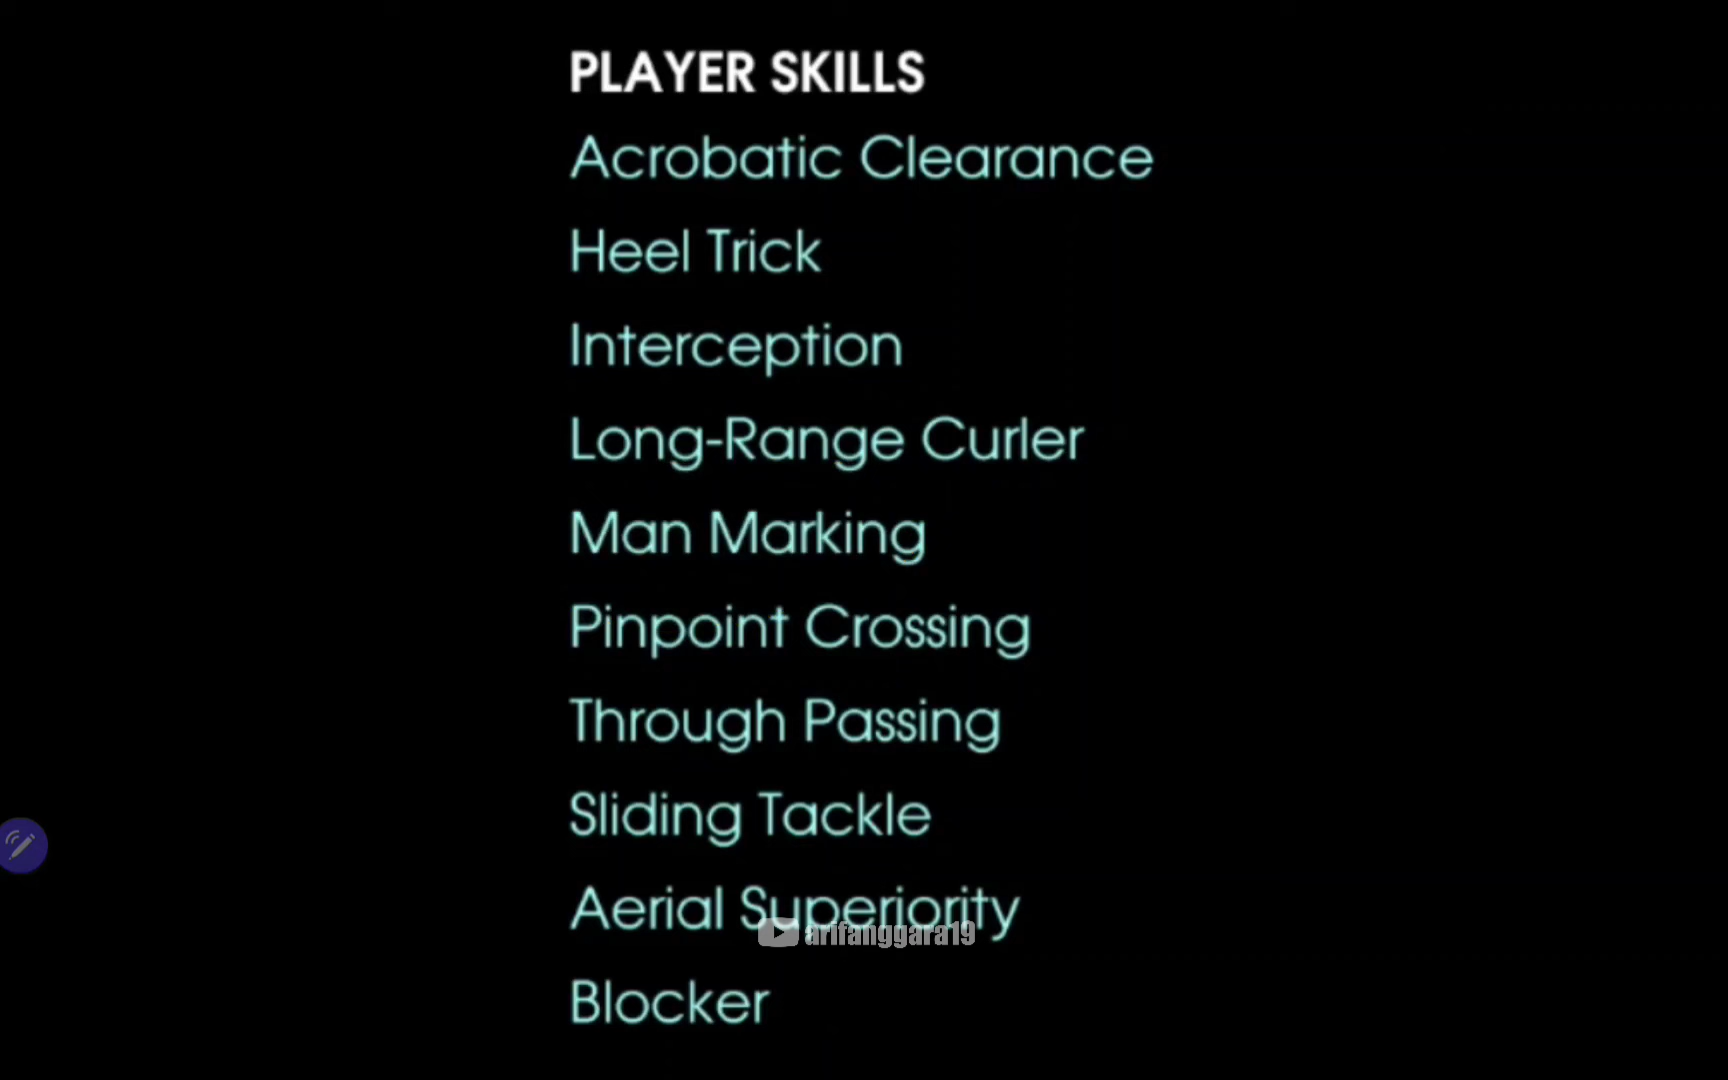 PLAYER SKILLS
Acrobatic Clearance
Heel Trick
Interception
Long-Range Curler
Man Marking
Pinpoint Crossing
Through Passing
Sliding Tackle
Aerial Superiority
arifanggara19
Blocker